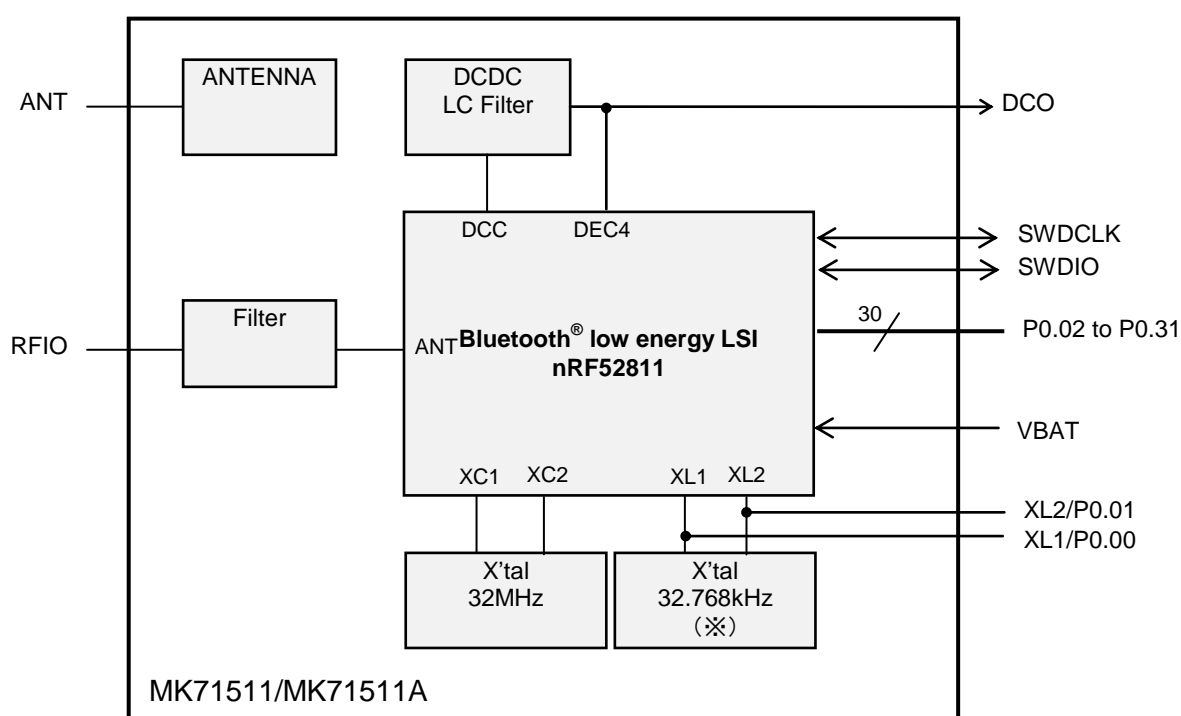 ANTENNA
DCDC
LC Filter
ANT
DCO
DCC
DEC4
SWDCLK
SWDIO
30
P0.02 to P0.31
Filter
RFIO
ANT
Bluetooth® low energy LSI
nRF52811
VBAT
XC1
XC2
XL1
XL2
XL2/P0.01
XL1/P0.00
X'tal
32MHz
X'tal
32.768kHz
(※)
MK71511/MK71511A